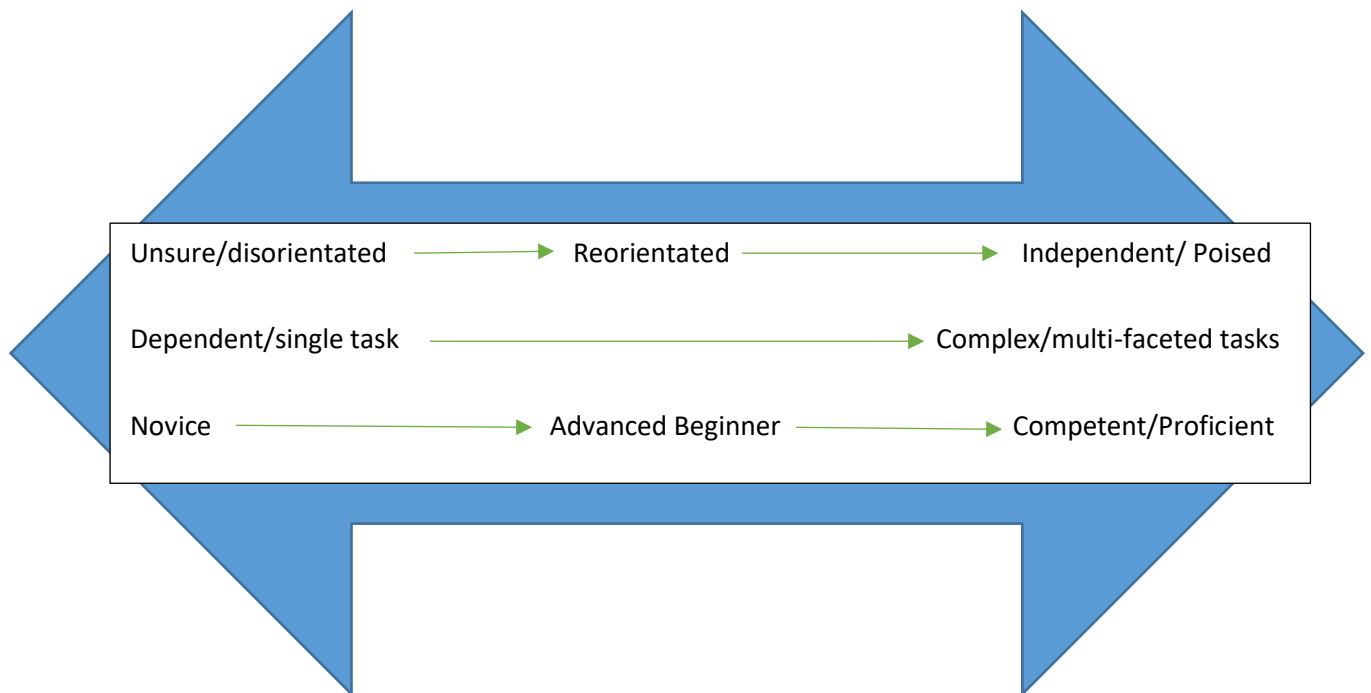 Unsure/disorientated Reorientated Independent/ Poised
Dependent/single task Complex/multi-faceted tasks
Novice Advanced Beginner Competent/Proficient